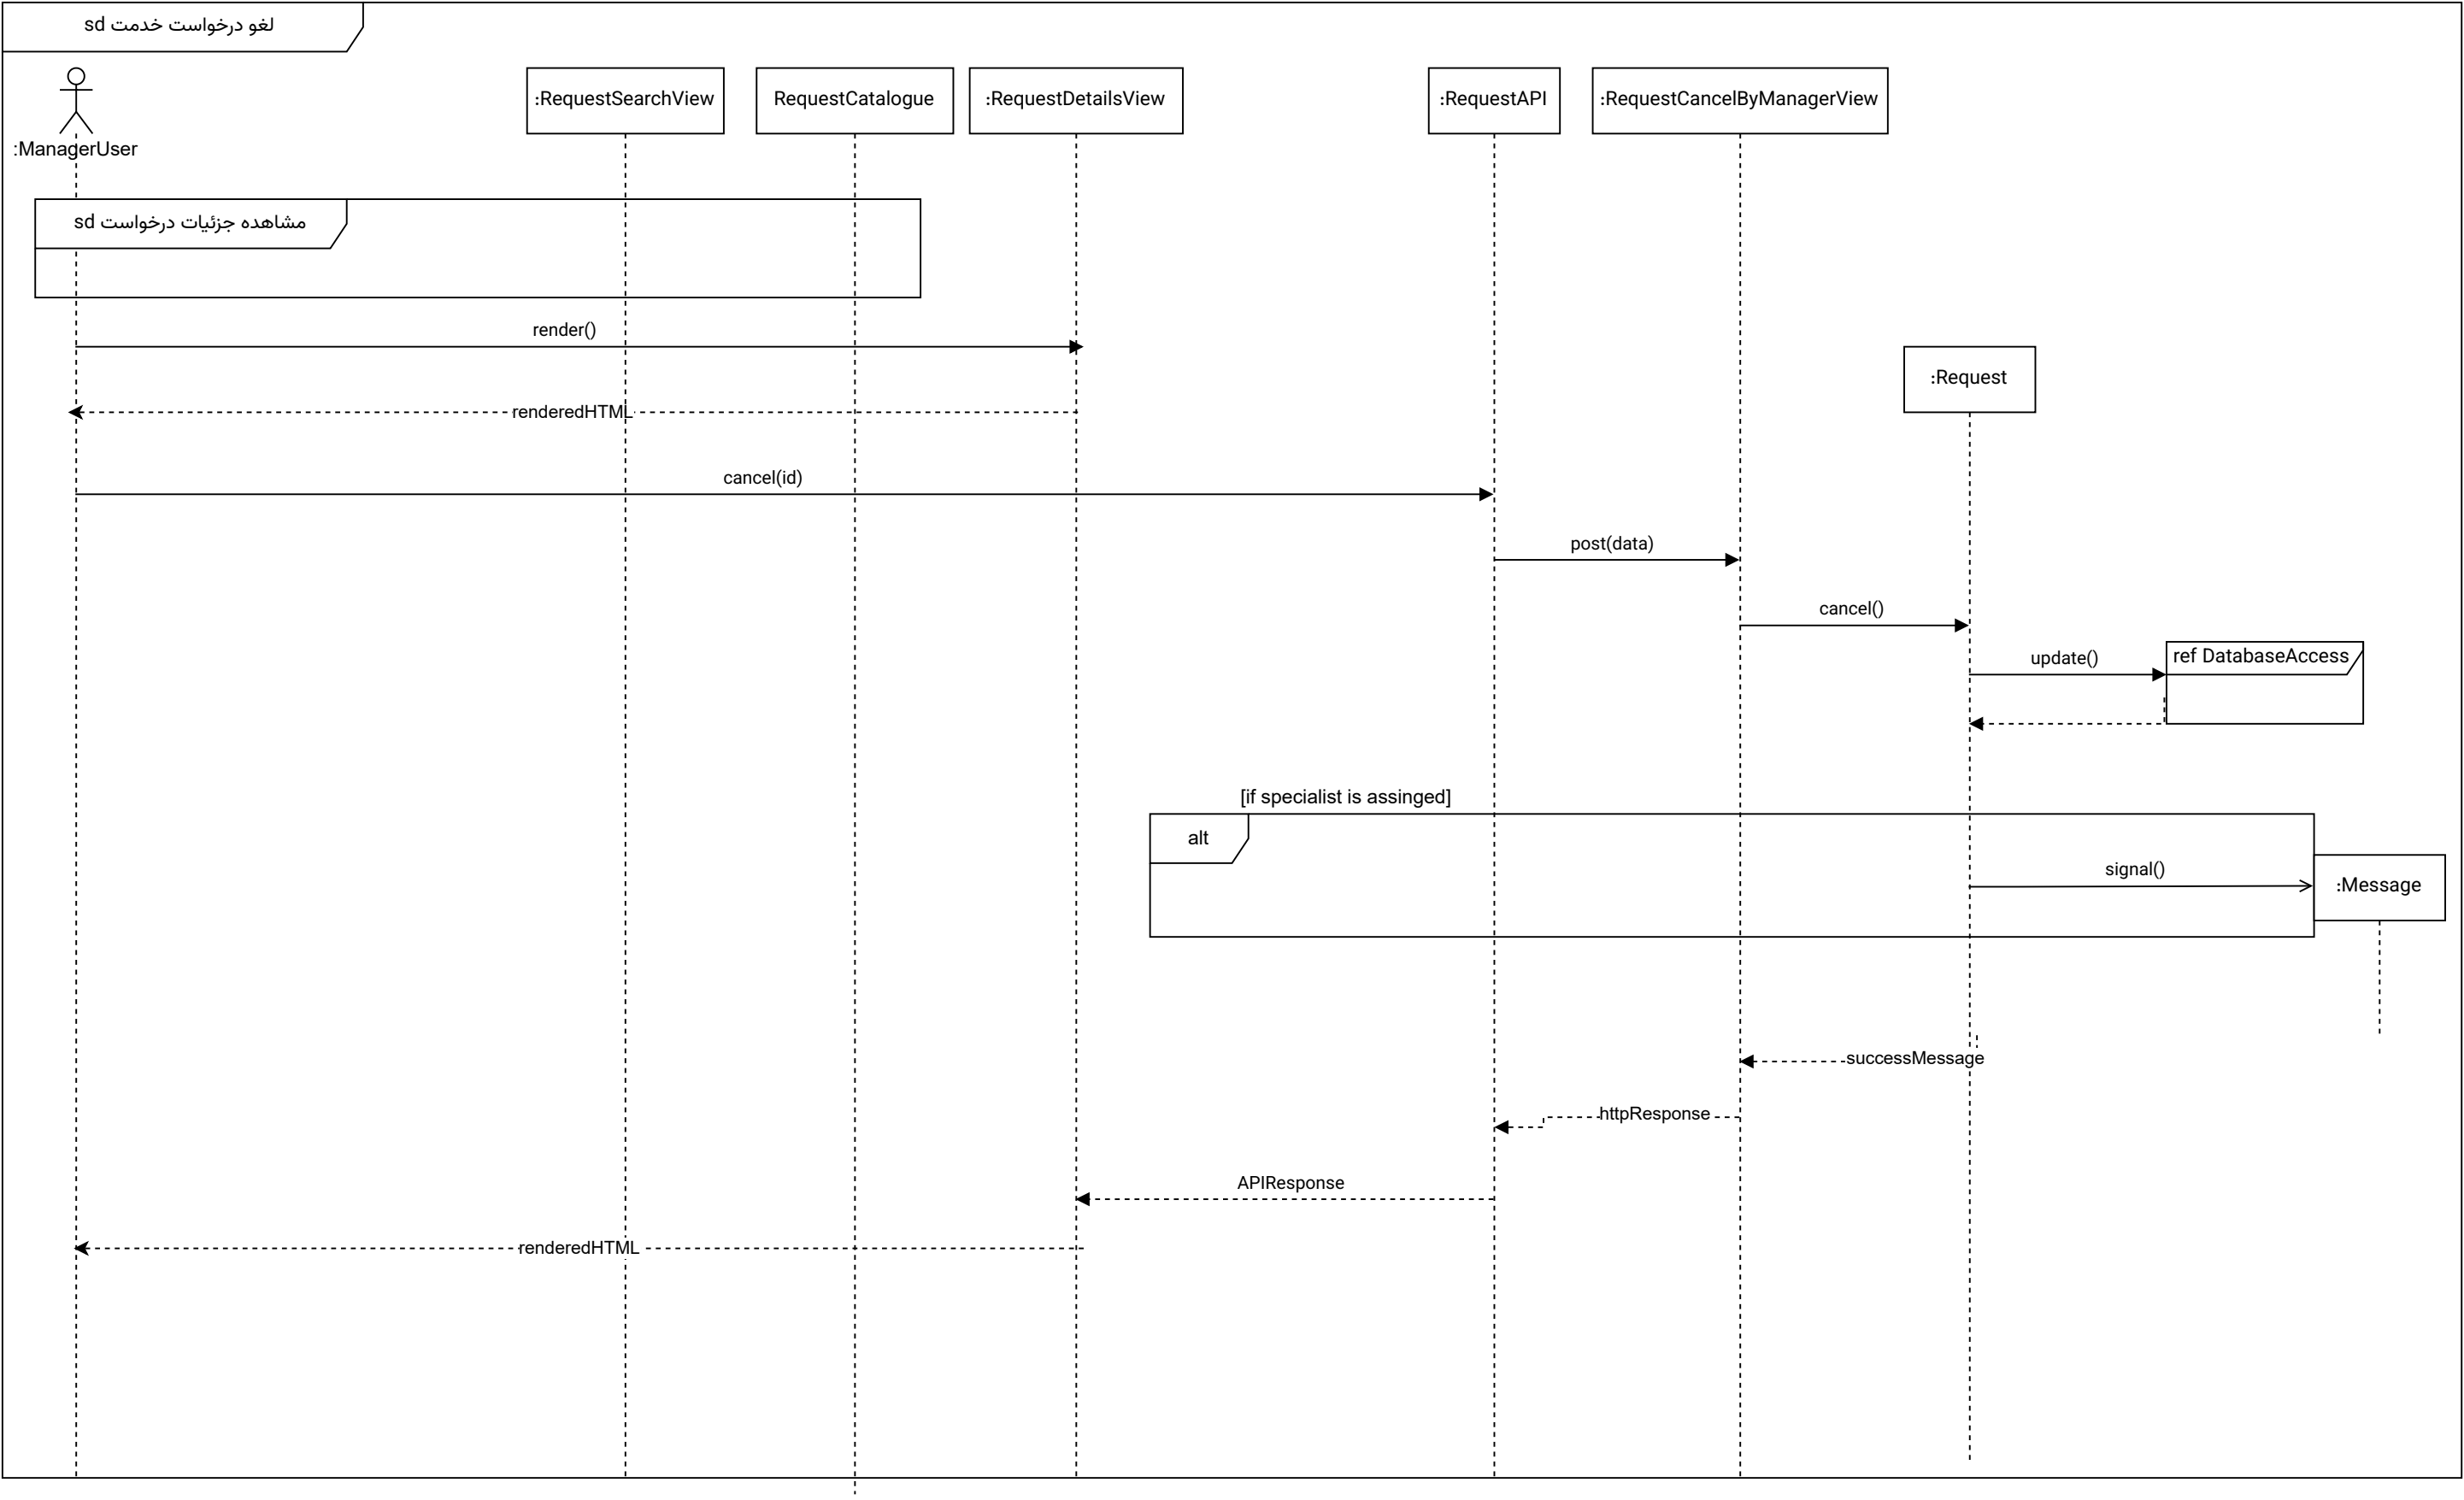 sd لغو درخواست خدمت
:ManagerUser
:RequestSearchView
RequestCatalogue
:RequestDetailsView
:RequestAPI
:RequestCancelByManagerView
sd مشاهده جزئیات درخواست
render()
:Request
renderedHTML
cancel(id)
post(data)
cancel()
update()
ref DatabaseAccess
[if specialist is assinged]
alt
signal()
:Message
successMessage
httpResponse
APIResponse
renderedHTML